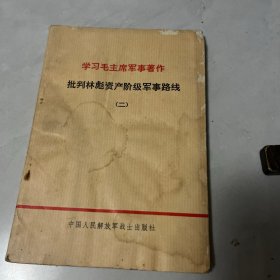 学习毛主席军事著作
批判林彪资产阶级军事路线
(二)
中国人民解放军战士出版社